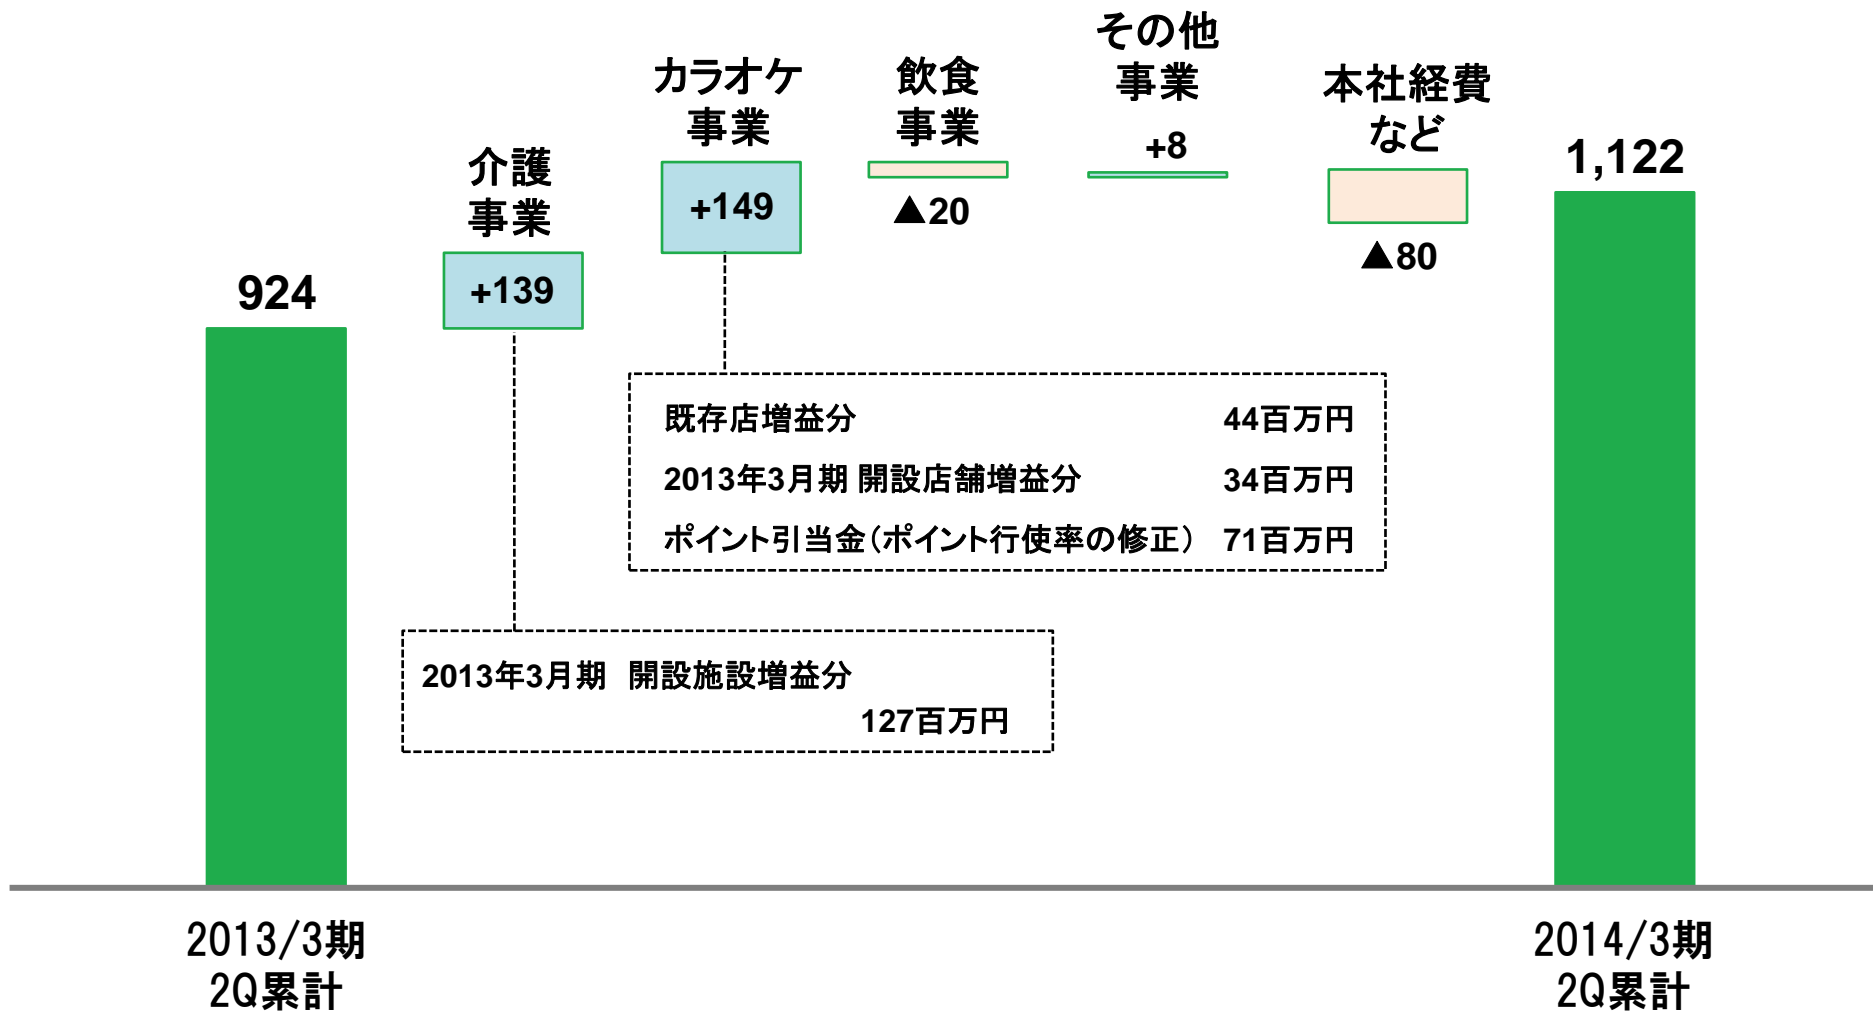 924
介護
事業
+139
カラオケ
事業
+149
飲食
事業
▲20
その他
事業
+8
本社経費
など
▲80
1,122
既存店増益分 44百万円
2013年3月期 開設店舗増益分 34百万円
ポイント引当金（ポイント行使率の修正） 71百万円
2013年3月期　開設施設増益分
127百万円
2013/3期
2Q累計
2014/3期
2Q累計